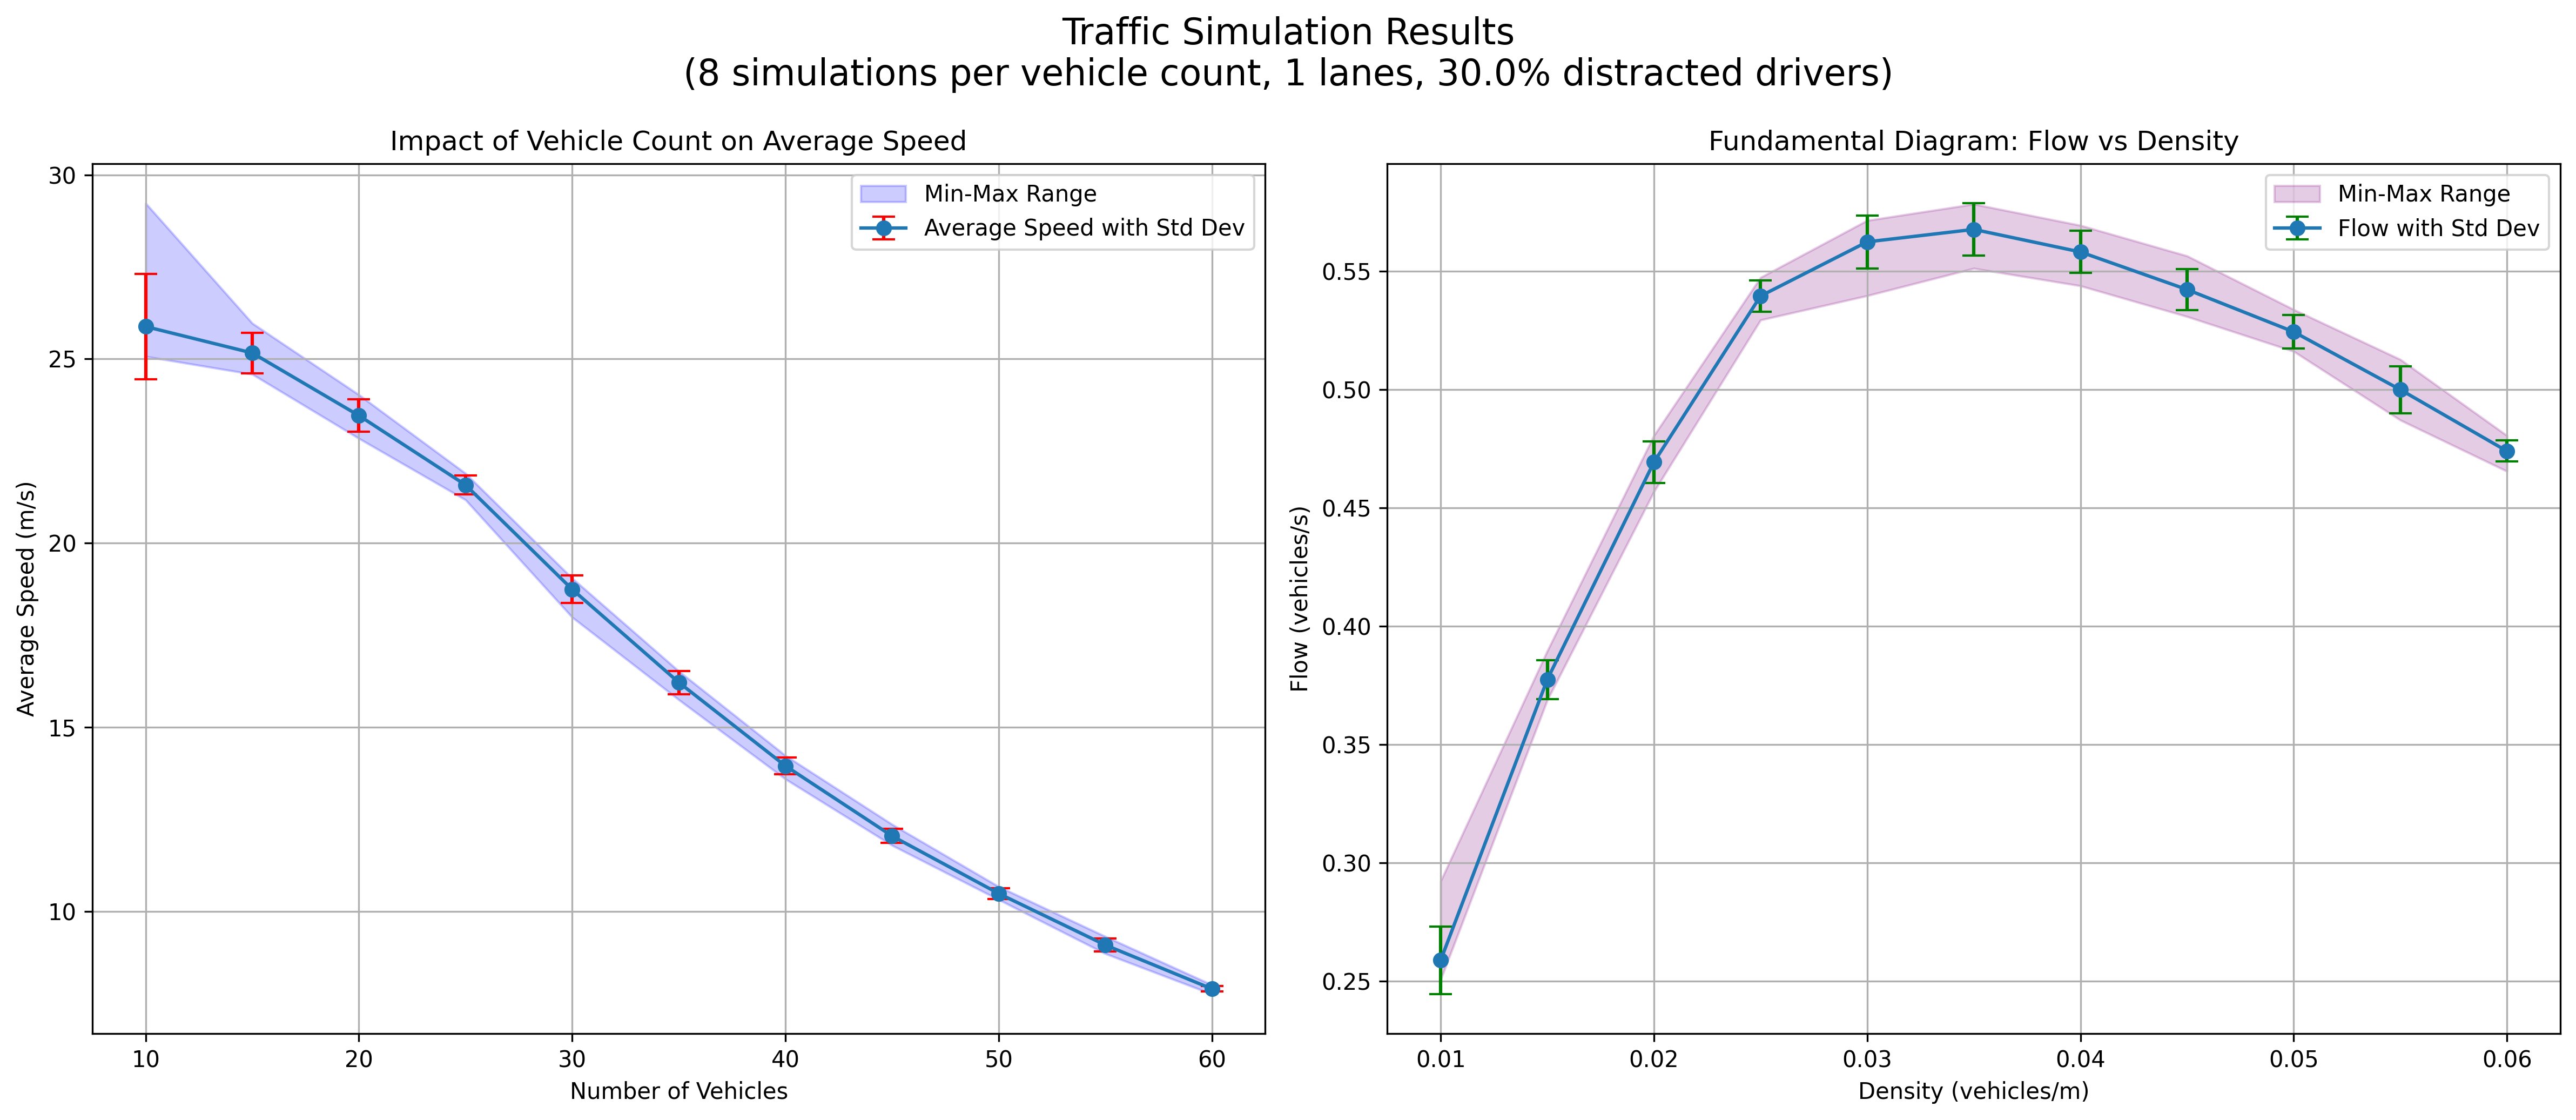 Traffic Simulation Results
(8 simulations per vehicle count, 1 lanes, 30.0% distracted drivers)
Impact of Vehicle Count on Average Speed
Min-Max Range
Average Speed with Std Dev
Average Speed (m/s)
30
25
20
15
10
10
20
30
40
50
60
Number of Vehicles
Fundamental Diagram: Flow vs Density
Min-Max Range
Flow with Std Dev
Flow (vehicles/s)
0.55
0.50
0.45
0.40
0.35
0.30
0.25
0.01
0.02
0.03
0.04
0.05
0.06
Density (vehicles/m)